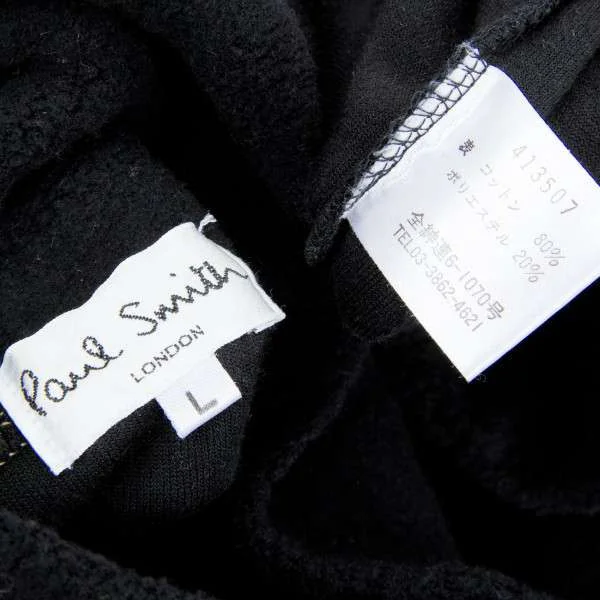 Paul Smith
LONDON
L
413507
表 コットン 80%
ポリエステル 20%
全鈴連6-1070号
TEL03-3862-4621